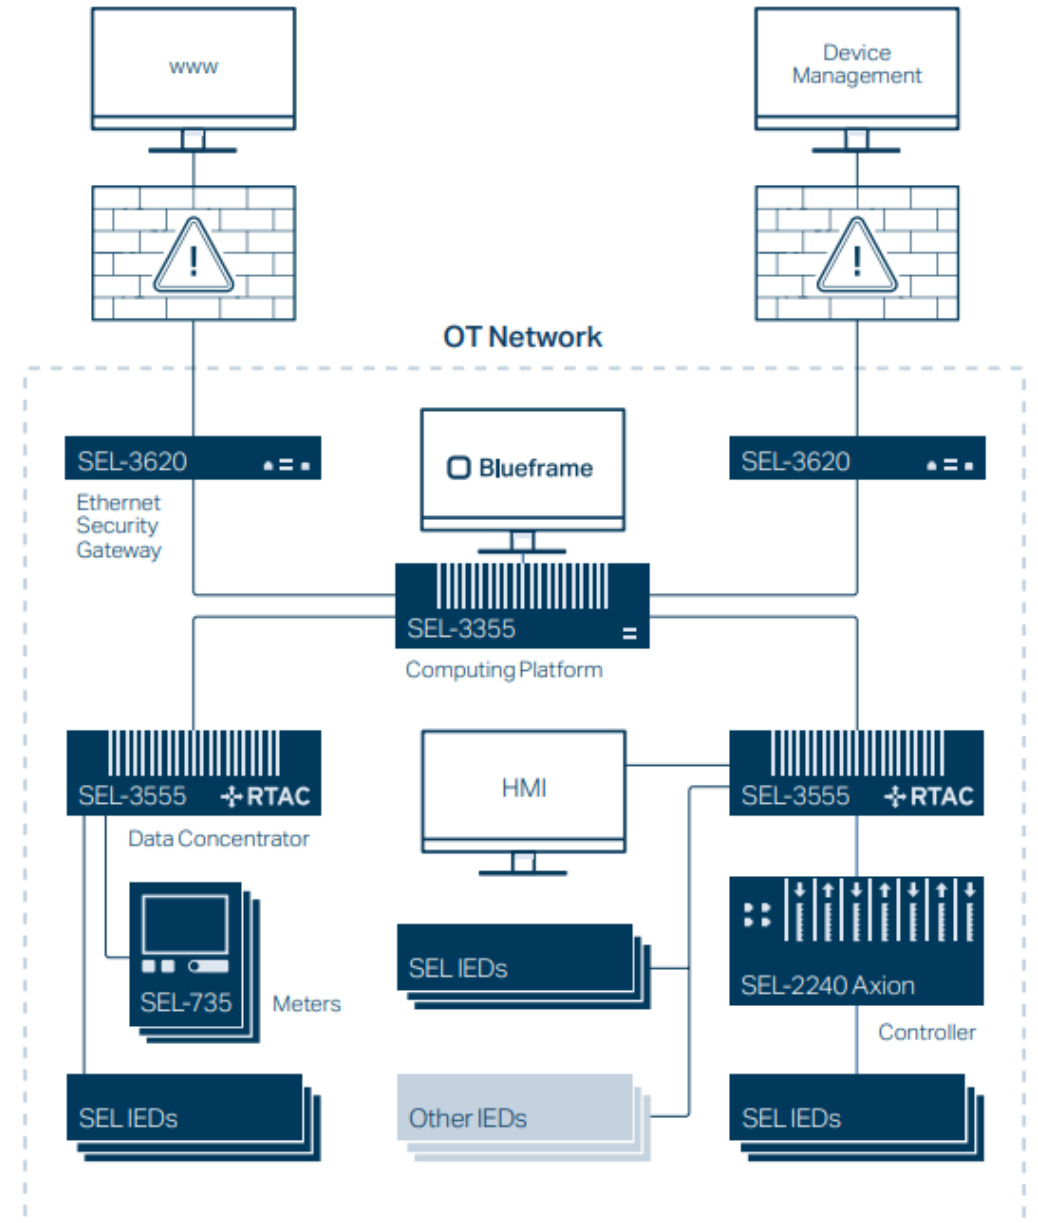 www
Device
Management
!
!
OT Network
SEL-3620
Ethernet
Security
Gateway
Blueframe
SEL-3620
SEL-3355
Computing Platform
SEL-3555 RTAC
Data Concentrator
HMI
SEL-3555 RTAC
SEL-735
Meters
SEL IEDs
SEL-2240 Axion
Controller
SEL IEDs
Other IEDs
SEL IEDs